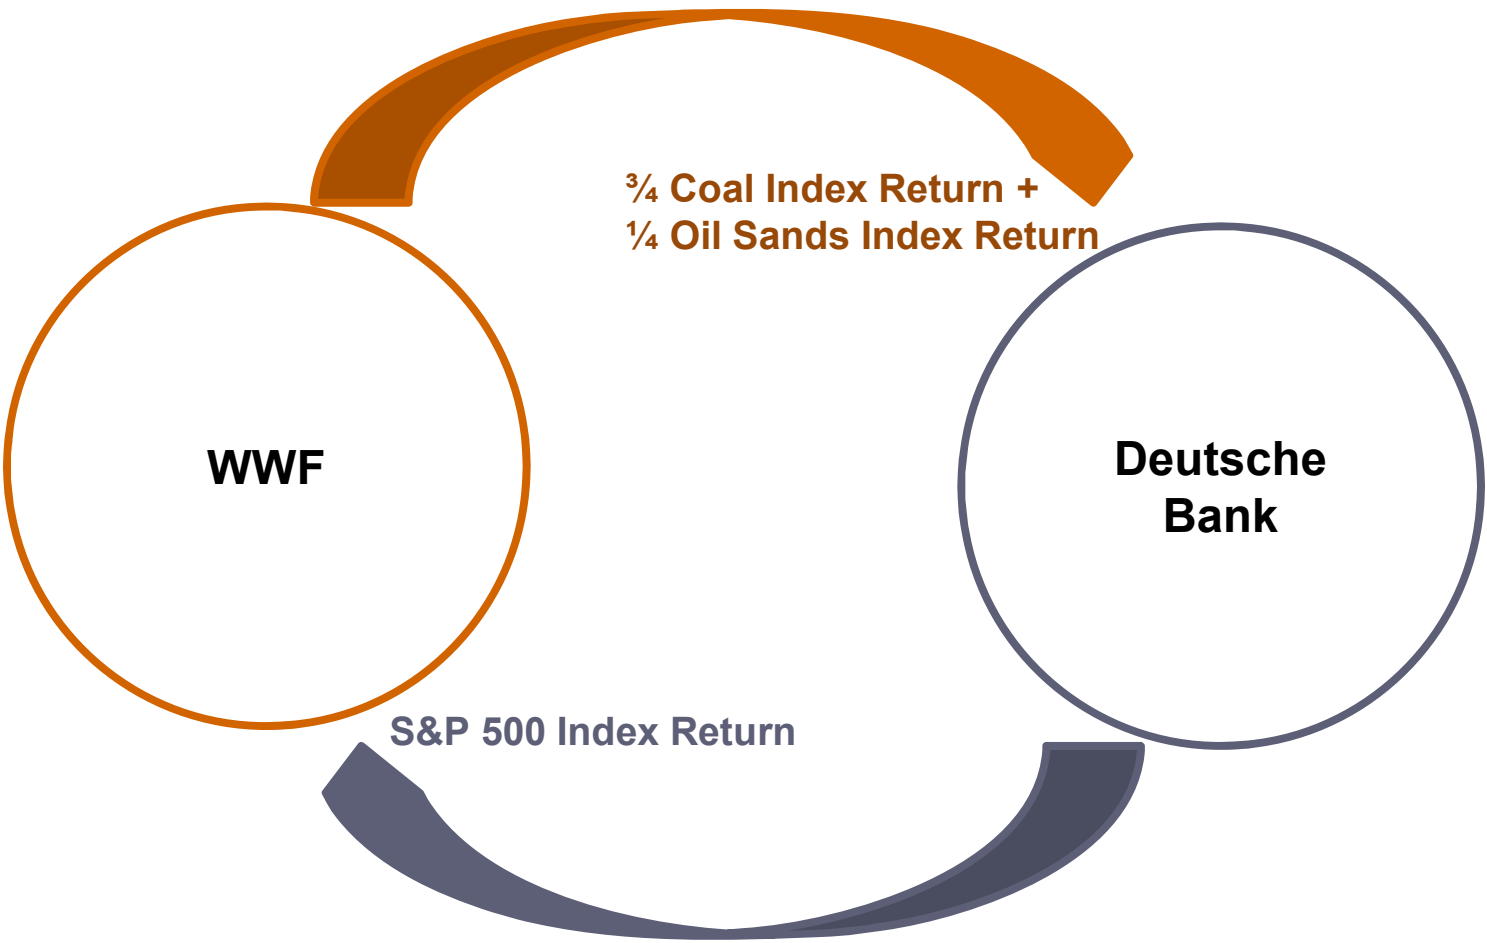 ¾ Coal Index Return +
¼ Oil Sands Index Return
WWF
Deutsche
Bank
S&P 500 Index Return